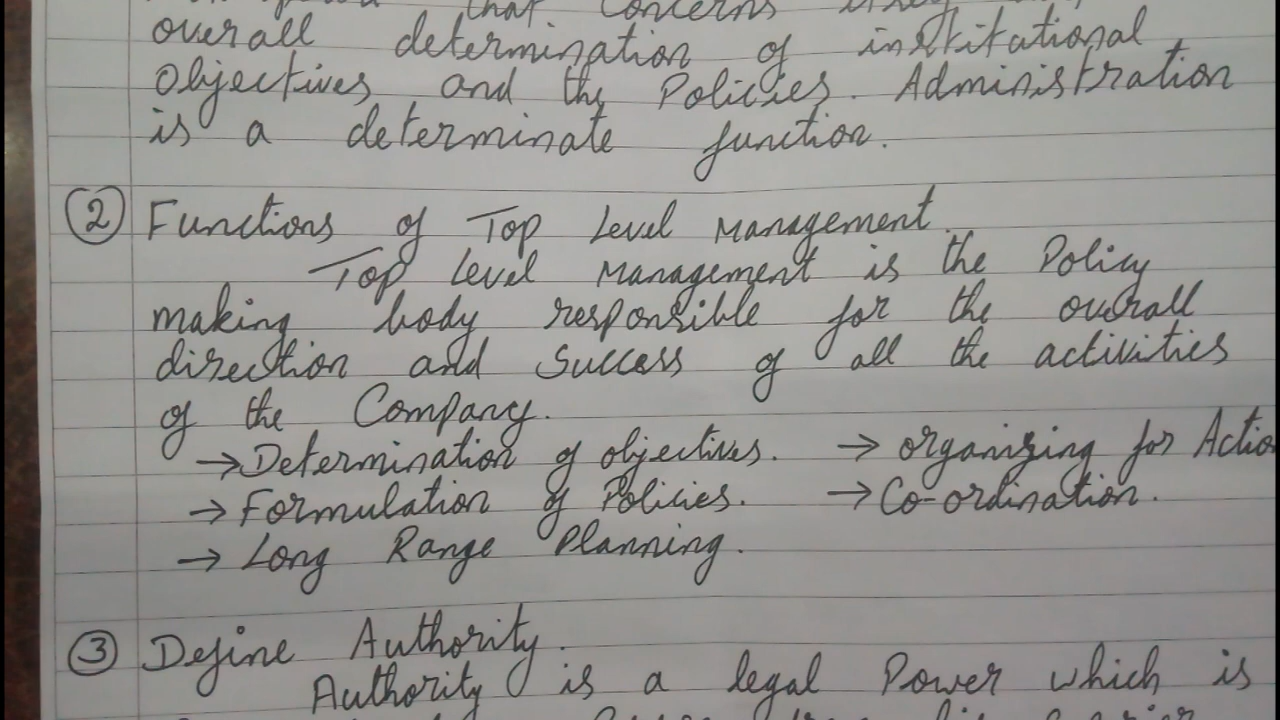 that. Concerns
overall determination of instititational
Objectives and the Policies. Administration
is a determinate function.
② Functions of Top Level Management.
Top Level Management is the Policy
making body responsible for the overall
direction and Success of all the activities
of the Company.
→ Determination of objectives. → organizing for Actio
→ Formulation of Policies. → Co-ordination.
→ Long Range Planning.
③ Define Authority.
Authority is a legal Power which is